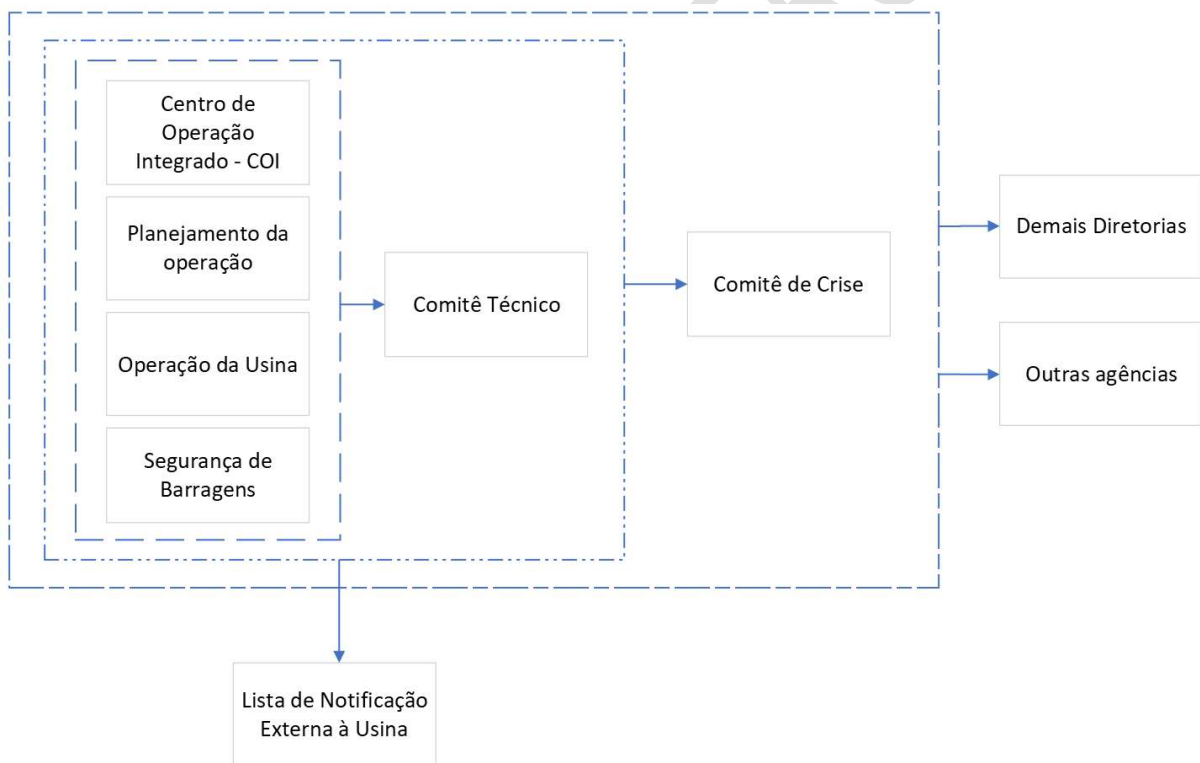 Centro de
Operação
Integrado - COI
Planejamento da
operação
Operação da Usina
Segurança de
Barragens
Comitê Técnico
Comitê de Crise
Demais Diretorias
Outras agências
Lista de Notificação
Externa à Usina